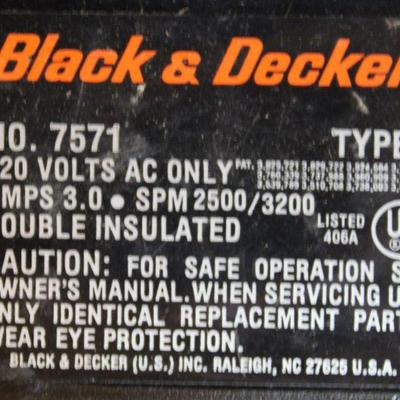 Black & Decker
NO. 7571 TYPE
120 VOLTS AC ONLY PAT.
AMPS 3.0 ● SPM 2500/3200
DOUBLE INSULATED LISTED 406A U
CAUTION: FOR SAFE OPERATION S
OWNER'S MANUAL. WHEN SERVICING U
ONLY IDENTICAL REPLACEMENT PART
WEAR EYE PROTECTION.
BLACK & DECKER (U.S.) INC. RALEIGH, NC 27625 U.S.A.